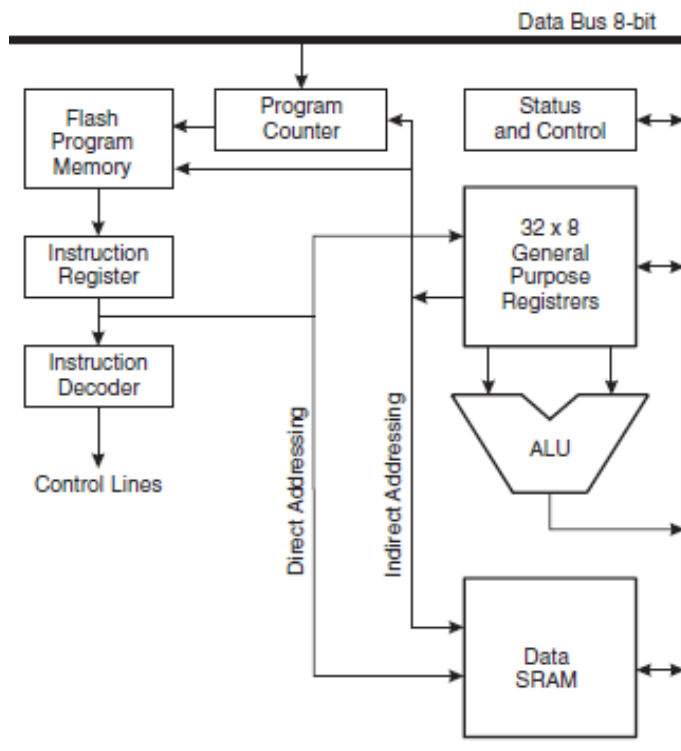 Data Bus 8-bit
Flash
Program
Memory
Program
Counter
Status
and Control
Instruction
Register
32 x 8
General
Purpose
Registrers
Instruction
Decoder
ALU
Control Lines
Direct Addressing
Indirect Addressing
Data
SRAM